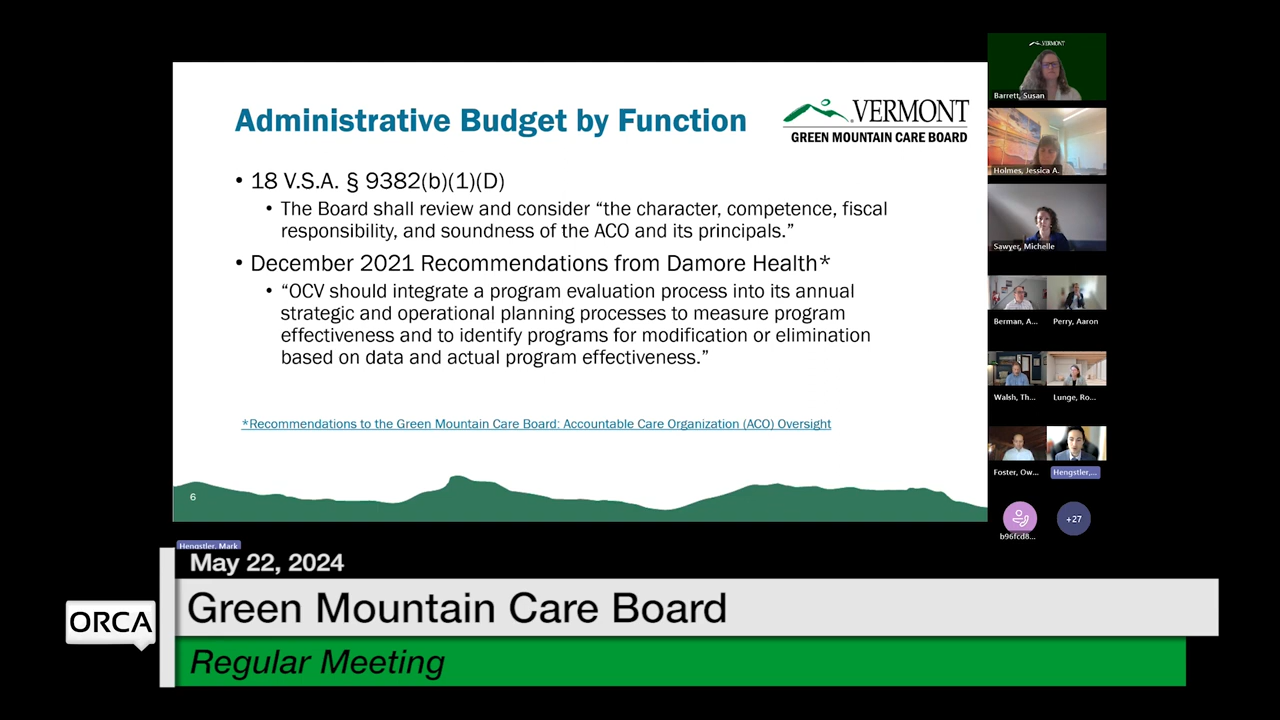 Administrative Budget by Function
VERMONT
GREEN MOUNTAIN CARE BOARD
• 18 V.S.A. § 9382(b)(1)(D)
• The Board shall review and consider “the character, competence, fiscal
responsibility, and soundness of the ACO and its principals.”
• December 2021 Recommendations from Damore Health*
• “OCV should integrate a program evaluation process into its annual
strategic and operational planning processes to measure program
effectiveness and to identify programs for modification or elimination
based on data and actual program effectiveness.”
*Recommendations to the Green Mountain Care Board: Accountable Care Organization (ACO) Oversight
6
VERMONT
Barrett, Susan
Holmes, Jessica A.
Sawyer, Michelle
Berman, A...
Perry, Aaron
Walsh, Th...
Lunge, Ro...
Foster, Ow...
Hengstler,...
b96fcd8...
+27
Hengstler, Mark
May 22, 2024
ORCA
Green Mountain Care Board
Regular Meeting